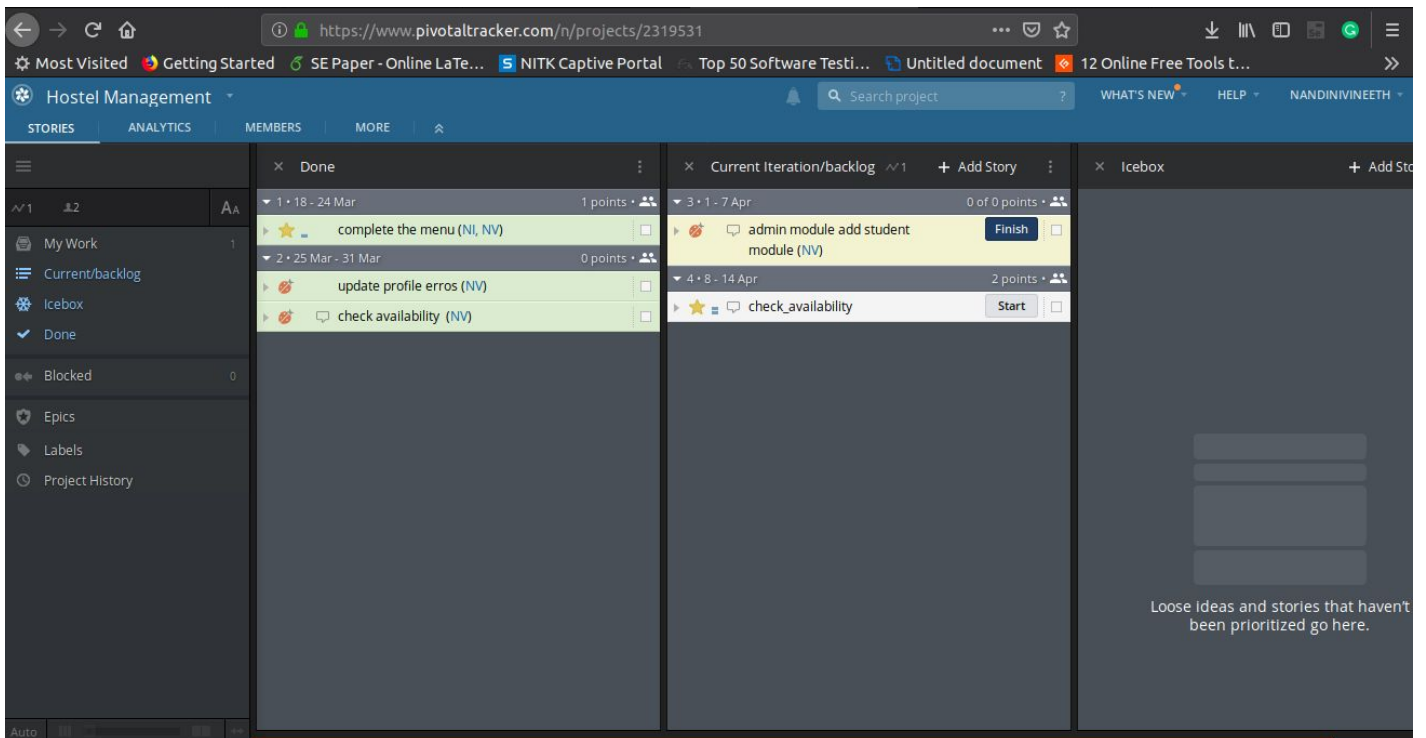 https://www.pivotaltracker.com/n/projects/2319531
Most Visited Getting Started SE Paper - Online LaTe... NITK Captive Portal Top 50 Software Testi... Untitled document 12 Online Free Tools t...
Hostel Management
Search project ?
WHAT'S NEW HELP NANDINIVINEETH
STORIES ANALYTICS MEMBERS MORE
1 2 AA
My Work 1
Current/backlog
Icebox
Done
Blocked 0
Epics
Labels
Project History
Auto
Done
1 • 18 - 24 Mar 1 points •
complete the menu (NI, NV)
2 • 25 Mar - 31 Mar 0 points •
update profile erros (NV)
check availability (NV)
Current Iteration/backlog 1 + Add Story
3 • 1 - 7 Apr 0 of 0 points •
admin module add student Finish
module (NV)
4 • 8 - 14 Apr 2 points •
check_availability Start
Icebox + Add Sto
Loose ideas and stories that haven't
been prioritized go here.